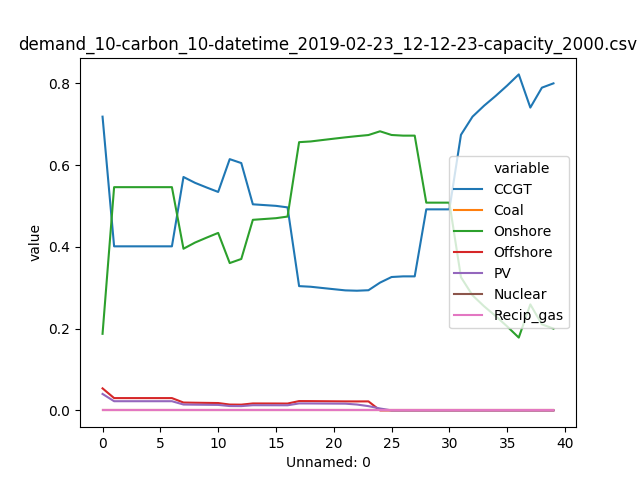 demand_10-carbon_10-datetime_2019-02-23_12-12-23-capacity_2000.csv
0.8
0.6
0.4
0.2
0.0
value
variable
CCGT
Coal
Onshore
Offshore
PV
Nuclear
Recip_gas
0 5 10 15 20 25 30 35 40
Unnamed: 0